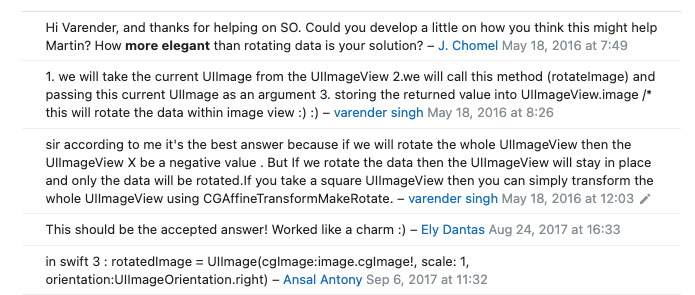 Hi Varender, and thanks for helping on SO. Could you develop a little on how you think this might help
Martin? How more elegant than rotating data is your solution? – J. Chomel May 18, 2016 at 7:49
1. we will take the current UIImage from the UIImageView 2.we will call this method (rotateImage) and
passing this current UIImage as an argument 3. storing the returned value into UIImageView.image /*
this will rotate the data within image view :) :) – varender singh May 18, 2016 at 8:26
sir according to me it's the best answer because if we will rotate the whole UIImageView then the
UIImageView X be a negative value . But If we rotate the data then the UIImageView will stay in place
and only the data will be rotated.If you take a square UIImageView then you can simply transform the
whole UIImageView using CGAffineTransformMakeRotate. – varender singh May 18, 2016 at 12:03
This should be the accepted answer! Worked like a charm :) – Ely Dantas Aug 24, 2017 at 16:33
in swift 3 : rotatedImage = UIImage(cgImage:image.cgImage!, scale: 1,
orientation:UIImageOrientation.right) – Ansal Antony Sep 6, 2017 at 11:32